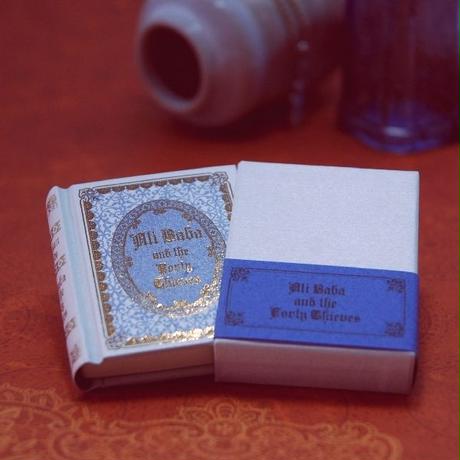 Ali Baba
and the
Forty Thieves
Ali Baba
and the
Forty
Thieves